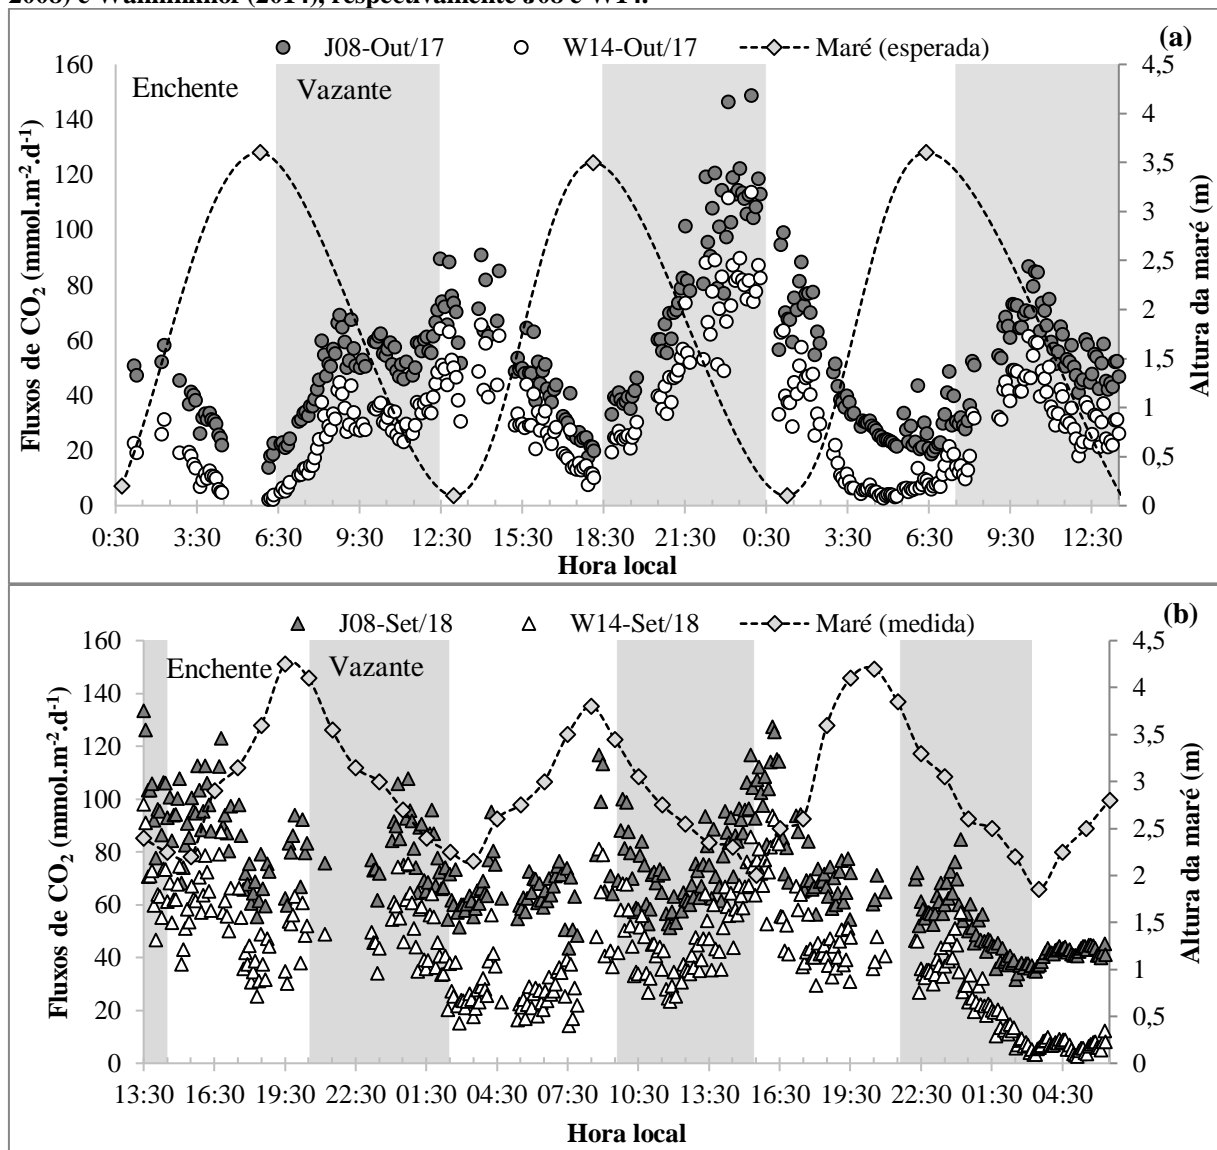 2008) e Wanninkhof (2014), respectivamente J08 e W14.
(a)
J08-Out/17 W14-Out/17 Maré (esperada)
Enchente Vazante
Fluxos de CO2 (mmol.m-2.d-1)
160
140
120
100
80
60
40
20
0
4,5
4
3,5
3
2,5
2
1,5
1
0,5
0
Altura da maré (m)
0:30 3:30 6:30 9:30 12:30 15:30 18:30 21:30 0:30 3:30 6:30 9:30 12:30
Hora local
(b)
J08-Set/18 W14-Set/18 Maré (medida)
Enchente Vazante
Fluxos de CO2 (mmol.m-2.d-1)
160
140
120
100
80
60
40
20
0
4,5
4
3,5
3
2,5
2
1,5
1
0,5
0
Altura da maré (m)
13:30 16:30 19:30 22:30 01:30 04:30 07:30 10:30 13:30 16:30 19:30 22:30 01:30 04:30
Hora local